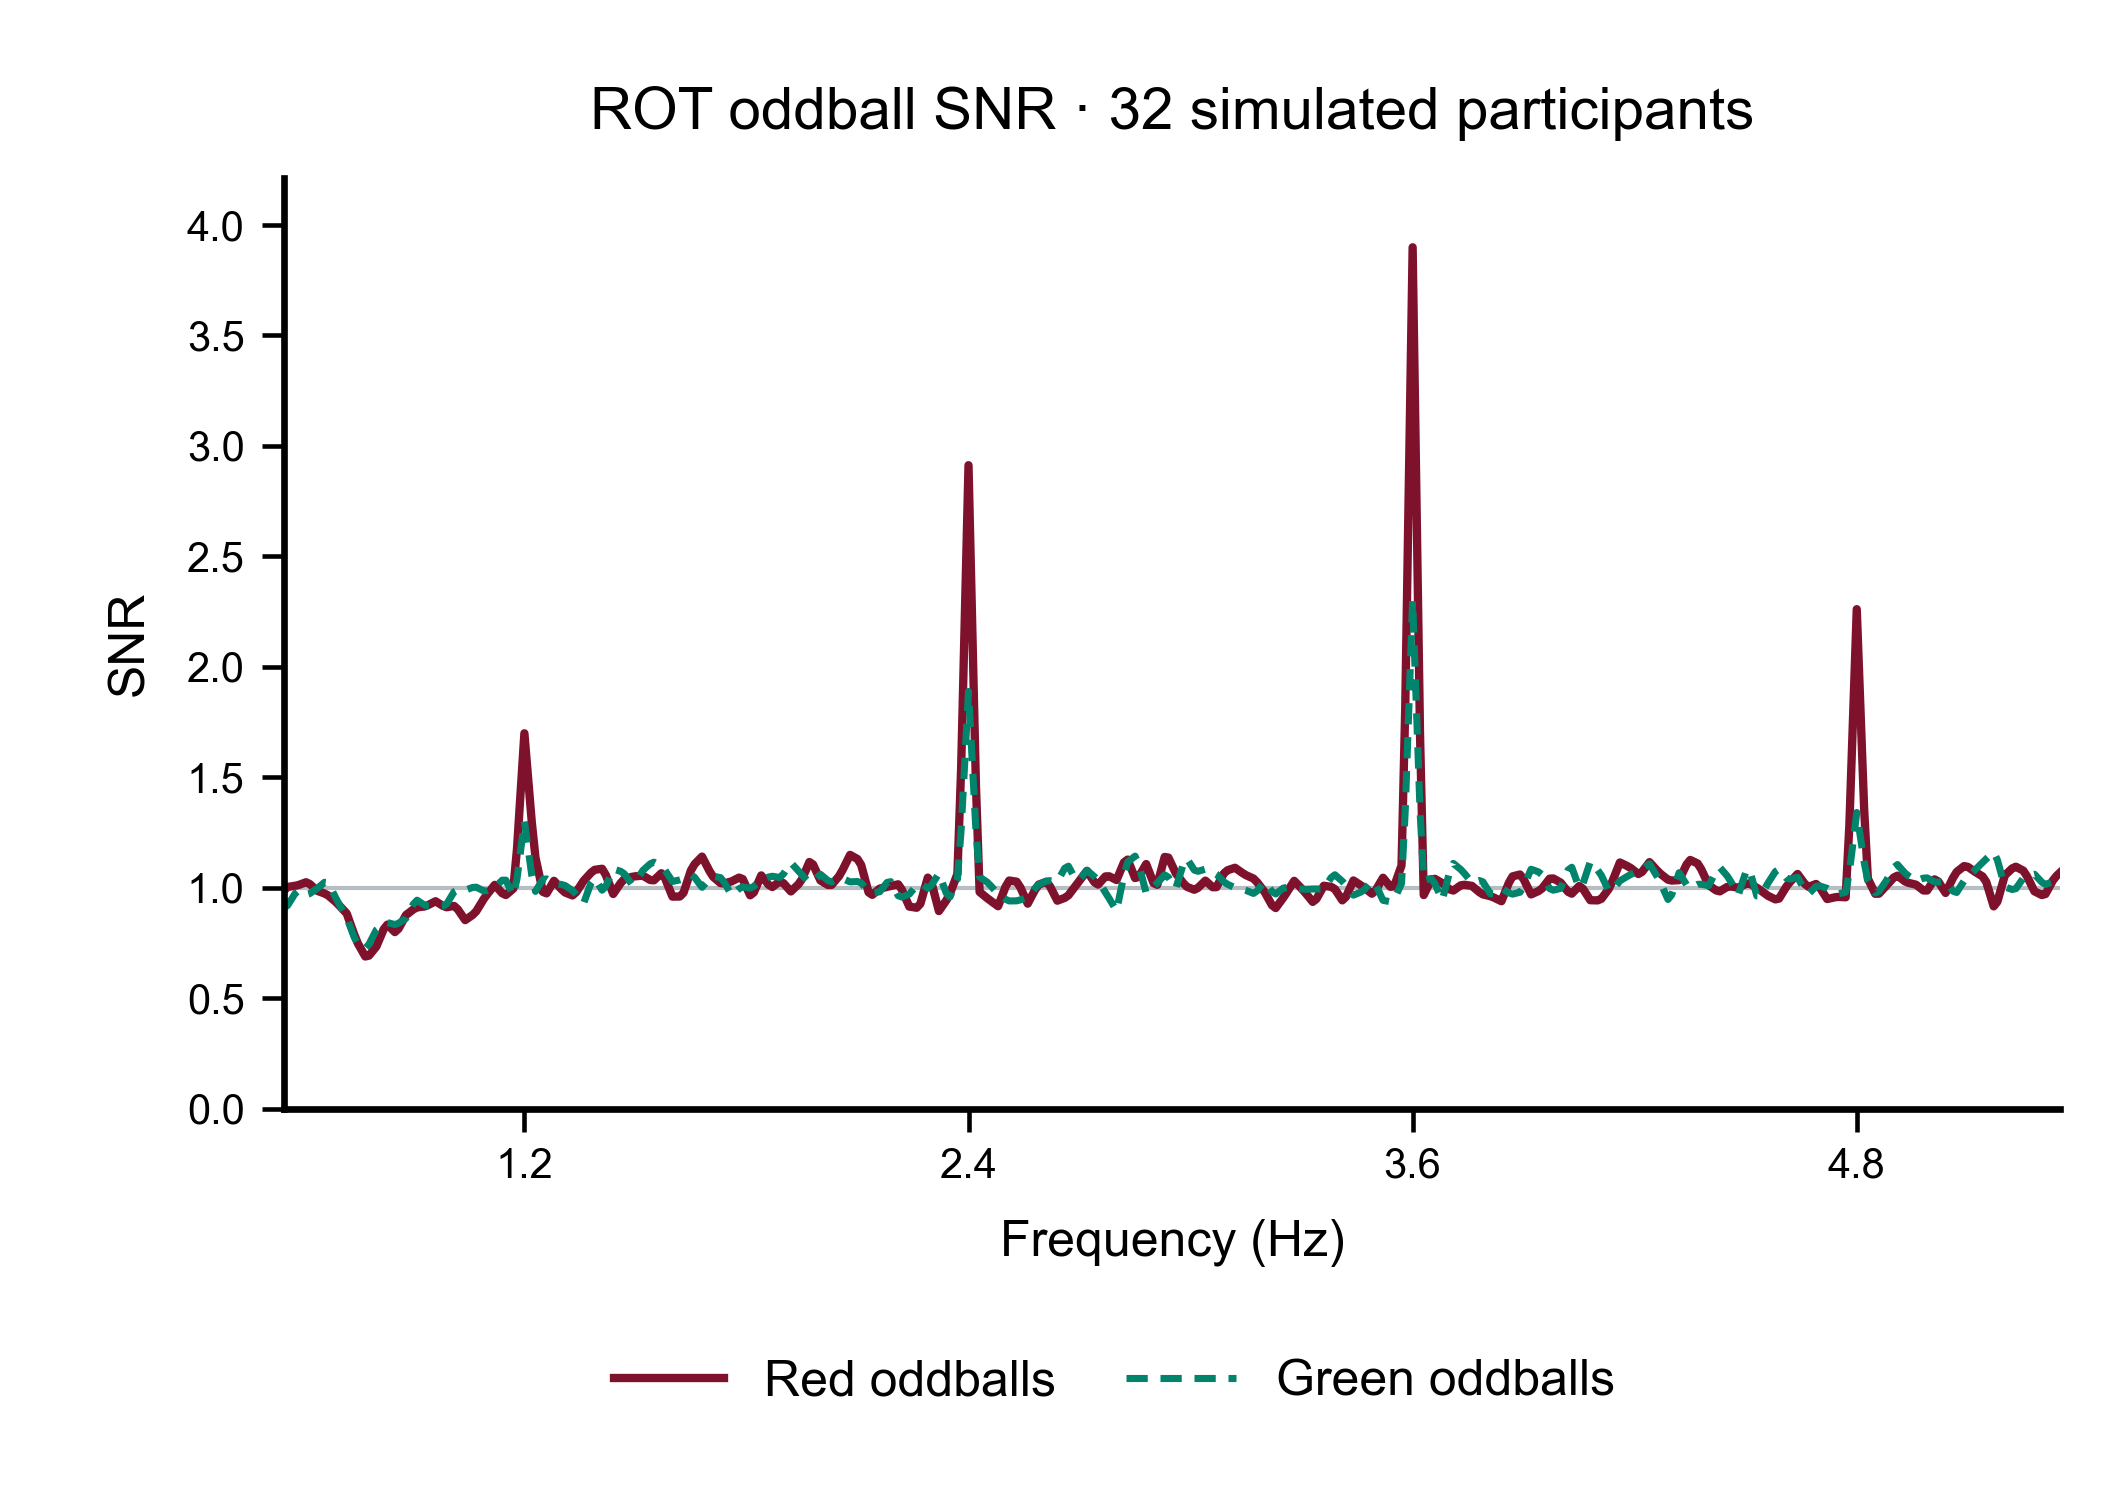 ROT oddball SNR · 32 simulated participants
4.0
3.5
3.0
2.5
2.0
1.5
1.0
0.5
0.0
SNR
1.2 2.4 3.6 4.8
Frequency (Hz)
Red oddballs Green oddballs